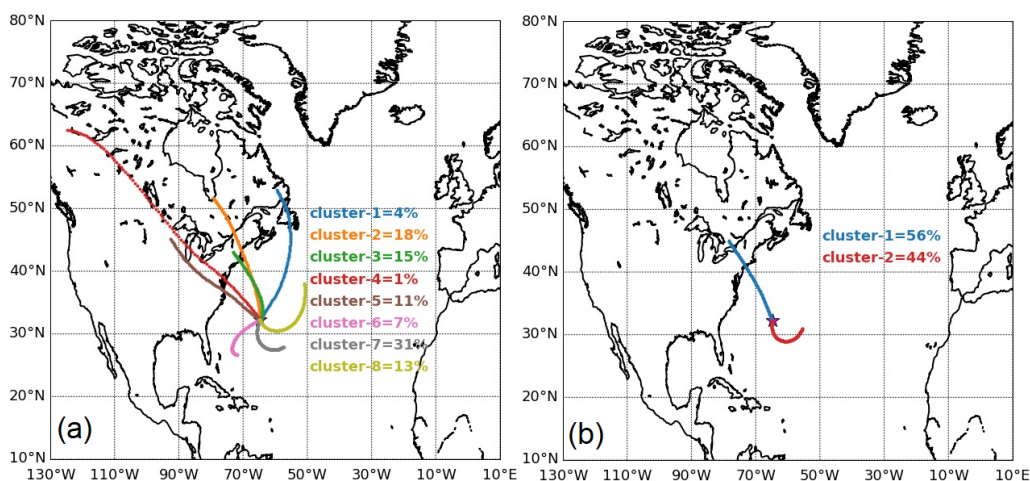 80°N
70°N
60°N
50°N
40°N
30°N
20°N
10°N
130°W 110°W 90°W 70°W 50°W 30°W 10°W 10°E
cluster-1=4%
cluster-2=18%
cluster-3=15%
cluster-4=1%
cluster-5=11%
cluster-6=7%
cluster-7=31%
cluster-8=13%
(a)
80°N
70°N
60°N
50°N
40°N
30°N
20°N
10°N
130°W 110°W 90°W 70°W 50°W 30°W 10°W 10°E
cluster-1=56%
cluster-2=44%
(b)